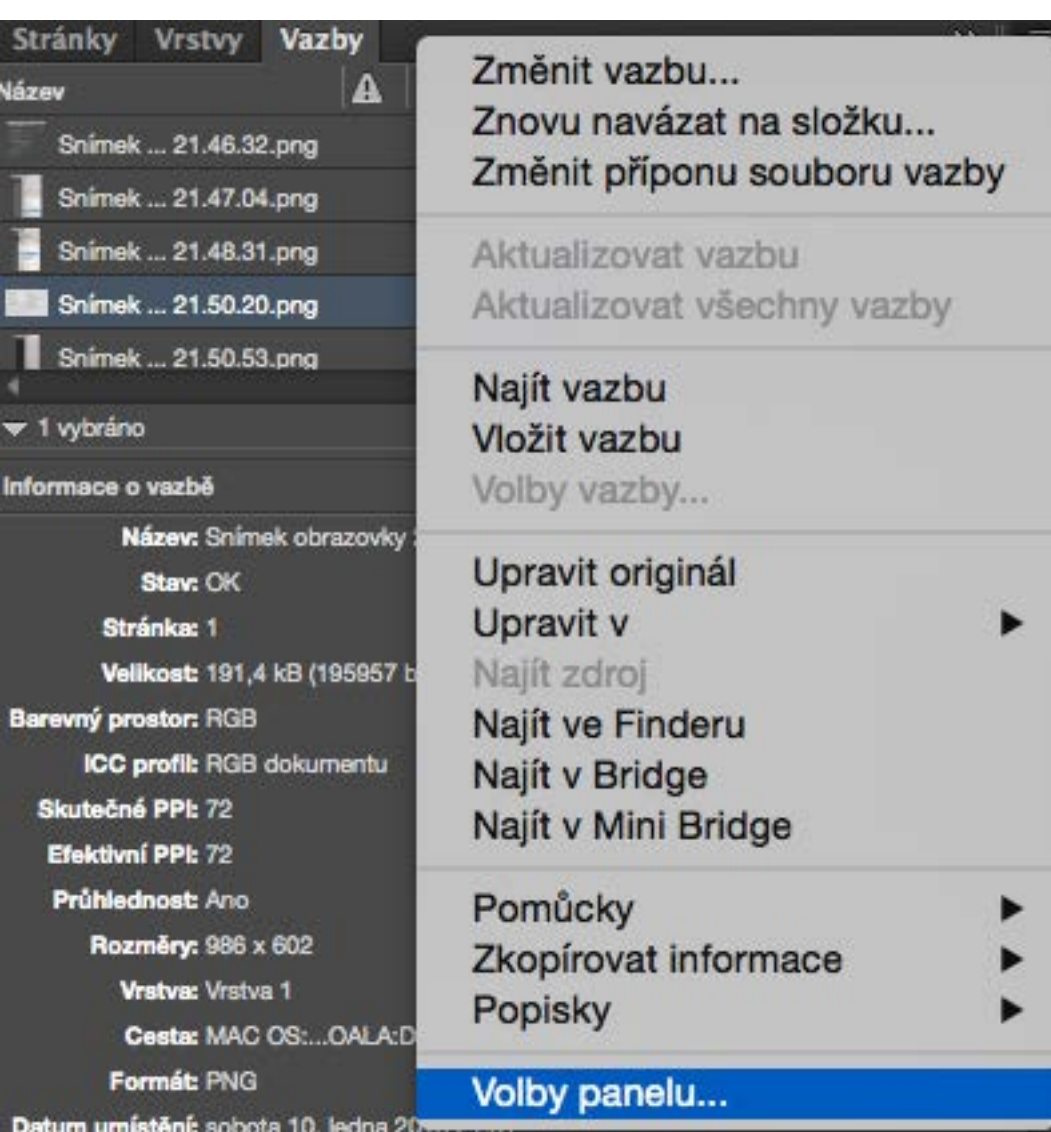 Stránky Vrstvy Vazby
Název
Snímek ... 21.46.32.png
Snímek ... 21.47.04.png
Snímek ... 21.48.31.png
Snímek ... 21.50.20.png
Snímek ... 21.50.53.png
1 vybráno
Informace o vazbě
Název: Snímek obrazovky
Stav: OK
Stránka: 1
Velikost: 191,4 kB (195957 b
Barevný prostor: RGB
ICC profil: RGB dokumentu
Skutečné PPI: 72
Efektivní PPI: 72
Průhlednost: Ano
Rozměry: 986 x 602
Vrstva: Vrstva 1
Cesta: MAC OS:...OALA:D
Formát: PNG
Datum umístění: sobota 10. ledna
Změnit vazbu...
Znovu navázat na složku...
Změnit příponu souboru vazby
Aktualizovat vazbu
Aktualizovat všechny vazby
Najít vazbu
Vložit vazbu
Volby vazby...
Upravit originál
Upravit v
Najít zdroj
Najít ve Finderu
Najít v Bridge
Najít v Mini Bridge
Pomůcky
Zkopírovat informace
Popisky
Volby panelu...